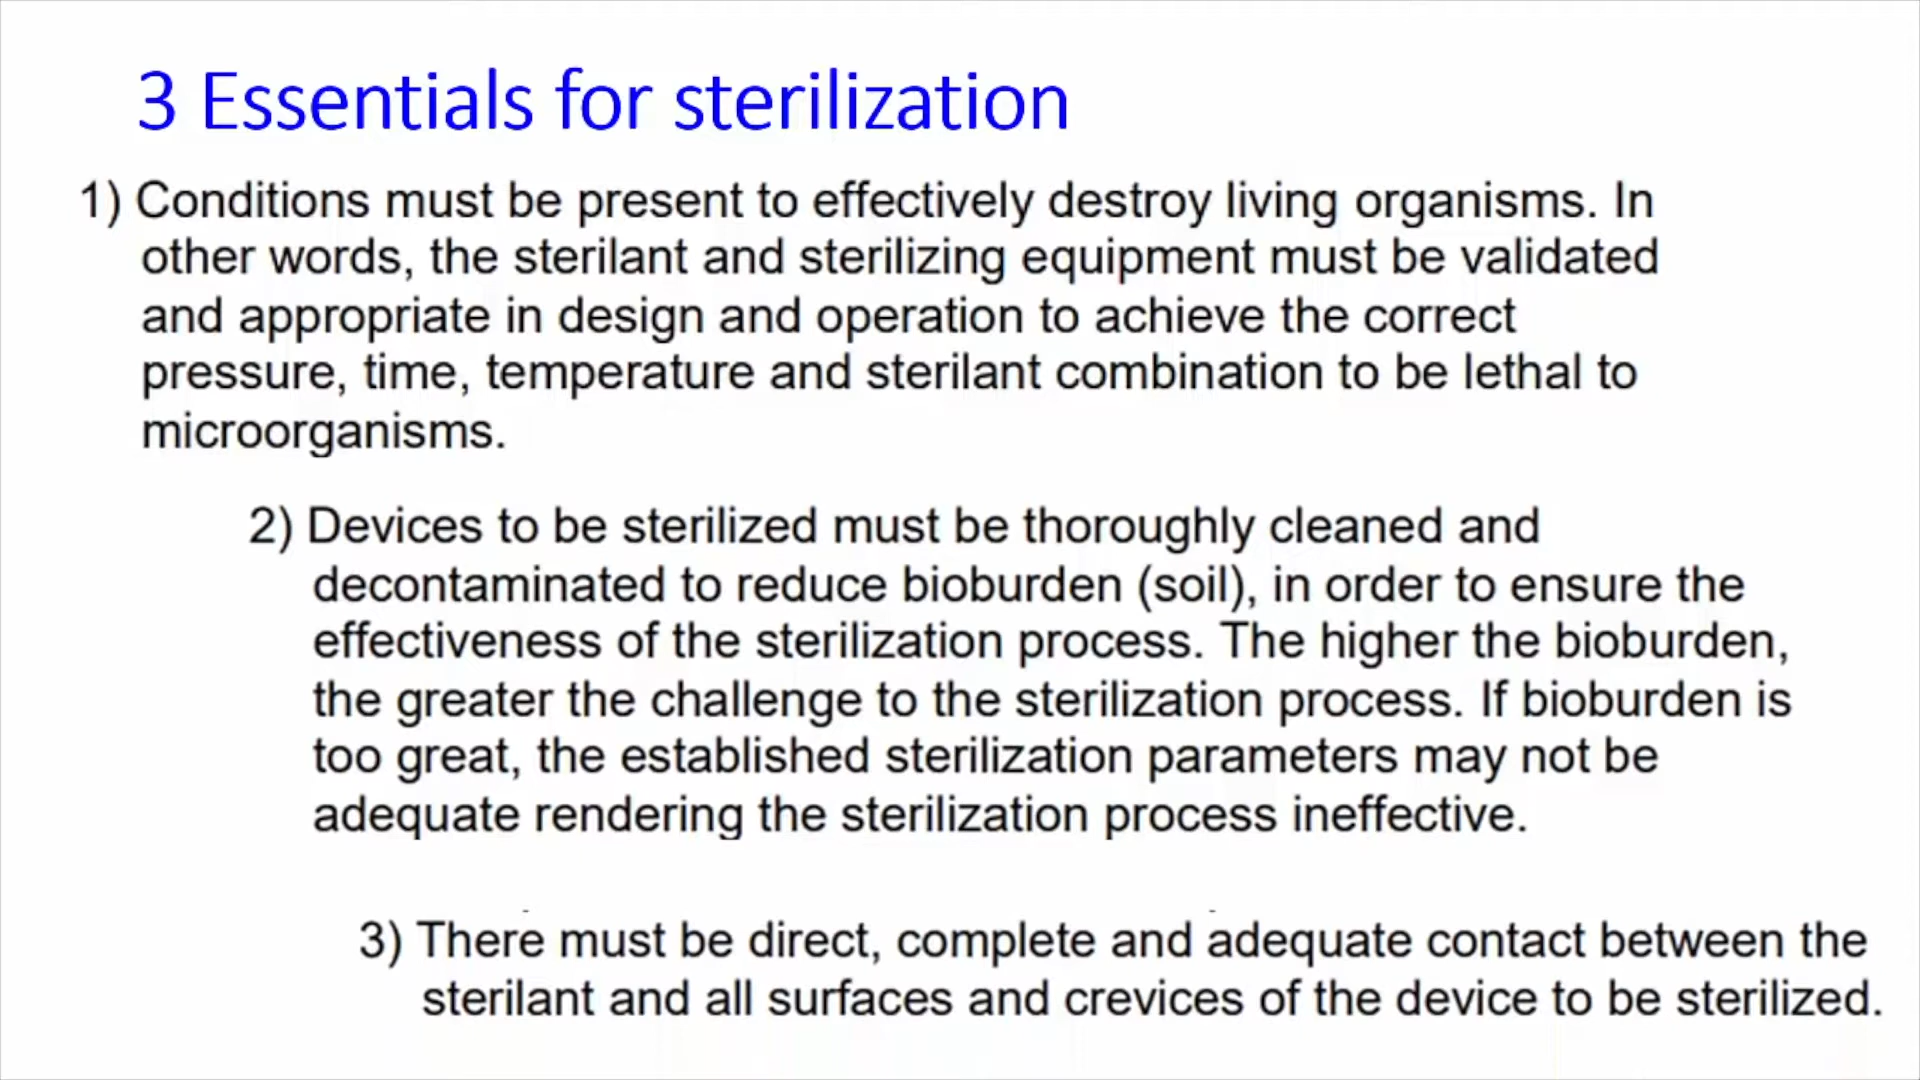 3 Essentials for sterilization
1) Conditions must be present to effectively destroy living organisms. In
other words, the sterilant and sterilizing equipment must be validated
and appropriate in design and operation to achieve the correct
pressure, time, temperature and sterilant combination to be lethal to
microorganisms.
2) Devices to be sterilized must be thoroughly cleaned and
decontaminated to reduce bioburden (soil), in order to ensure the
effectiveness of the sterilization process. The higher the bioburden,
the greater the challenge to the sterilization process. If bioburden is
too great, the established sterilization parameters may not be
adequate rendering the sterilization process ineffective.
3) There must be direct, complete and adequate contact between the
sterilant and all surfaces and crevices of the device to be sterilized.